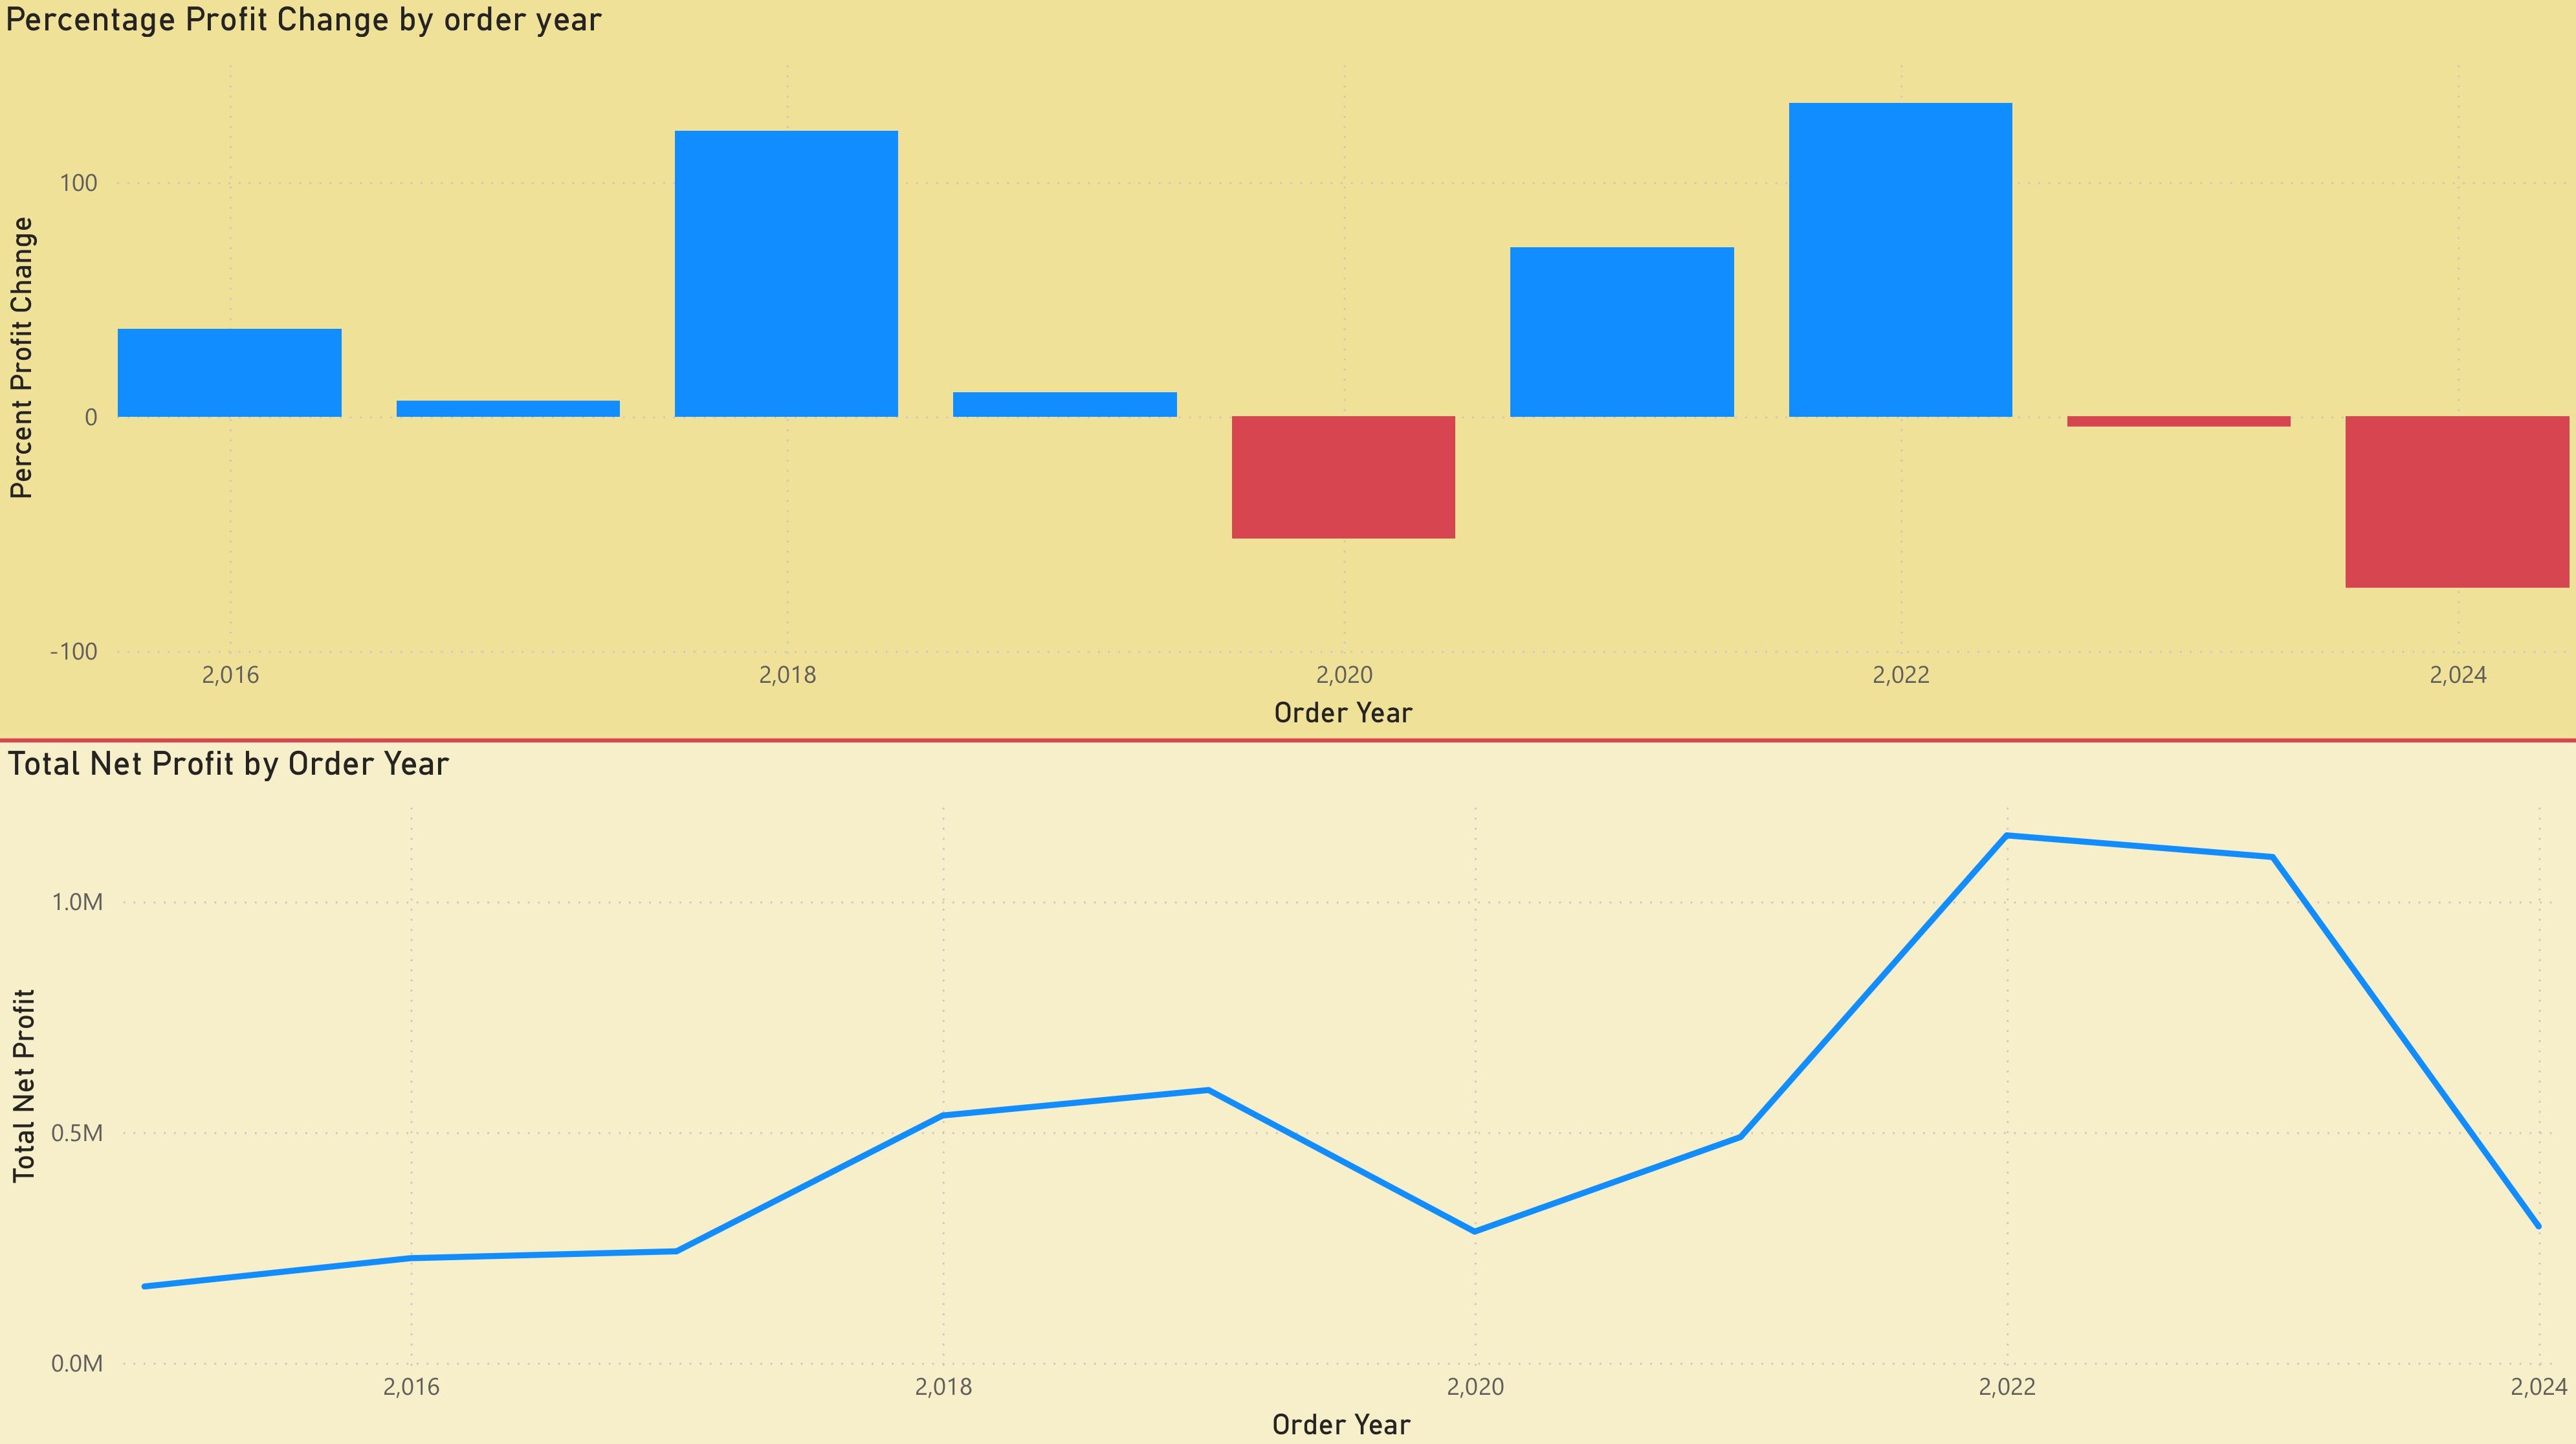 Percentage Profit Change by order year
Percent Profit Change
100
0
-100
2,016
2,018
2,020
2,022
2,024
Order Year
Total Net Profit by Order Year
Total Net Profit
1.0M
0.5M
0.0M
2,016
2,018
2,020
2,022
2,024
Order Year